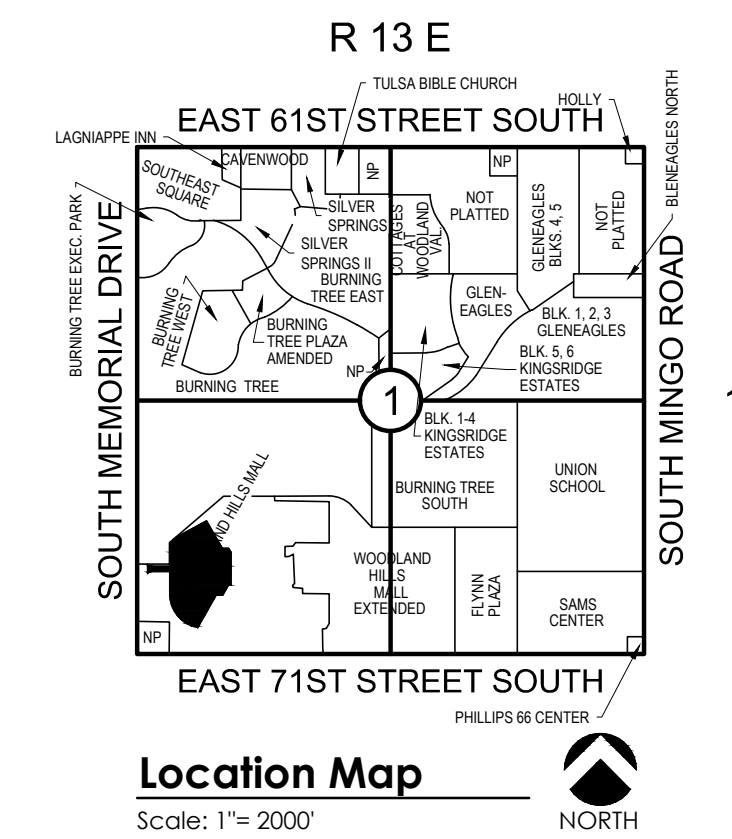 R 13 E
TULSA BIBLE CHURCH
HOLLY
BLENEAGLES NORTH
EAST 61ST STREET SOUTH
LAGNIAPPE INN
CAVENWOOD
NP
NP
SOUTHEAST
SQUARE
SILVER
SPRINGS
COTTAGES
AT
WOODLAND
VAL.
NOT
PLATTED
GLENEAGLES
BLKS. 4, 5
NOT
PLATTED
BURNING TREE EXEC. PARK
SOUTH MEMORIAL DRIVE
SILVER
SPRINGS II
BURNING
TREE EAST
GLEN-
EAGLES
SOUTH MINGO ROAD
BURNING
TREE WEST
BURNING
TREE PLAZA
AMENDED
BLK. 1, 2, 3
GLENEAGLES
BLK. 5, 6
KINGSRIDGE
ESTATES
NP
BURNING TREE
1
BLK. 1-4
KINGSRIDGE
ESTATES
UNION
SCHOOL
AND HILLS MALL
BURNING TREE
SOUTH
WOODLAND
HILLS
MALL
EXTENDED
FLYNN
PLAZA
SAMS
CENTER
NP
EAST 71ST STREET SOUTH
PHILLIPS 66 CENTER
Location Map
Scale: 1"= 2000'
NORTH